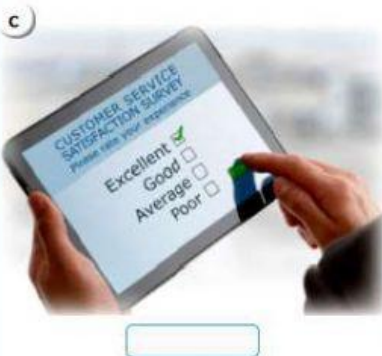 C
CUSTOMER SERVICE
SATISFACTION SURVEY
Please rate your experience
Excellent
Good
Average
Poor